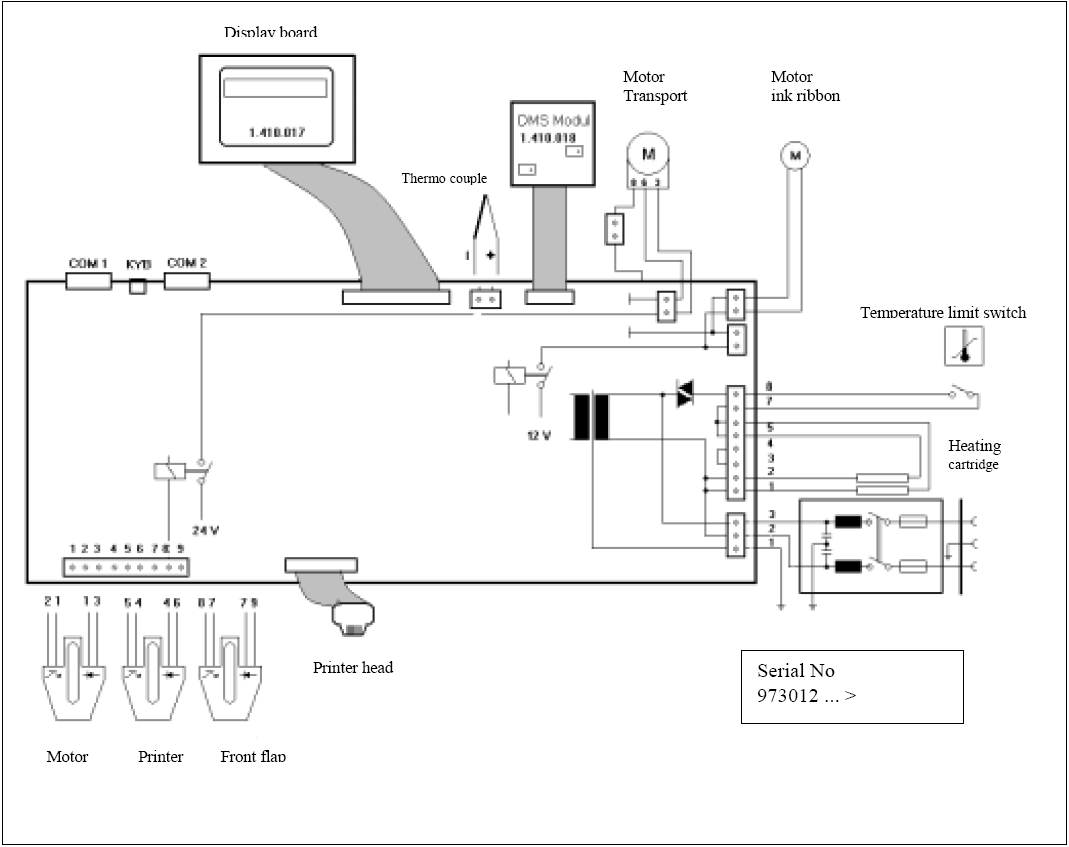 Display board
1.410.017
DMS Modul
1.410.018
Motor
Transport
M
8 6 3
Motor
ink ribbon
M
Thermo couple
I +
COM 1 KYB COM 2
Temperature limit switch
12 V
24 V
8
7
5
4
3
2
1
Heating
cartridge
3
2
1
1 2 3 4 5 6 7 8 9
2 1 1 3 5 4 4 6 8 7 7 9
Printer head
Motor Printer Front flap
Serial No
973012 ... >